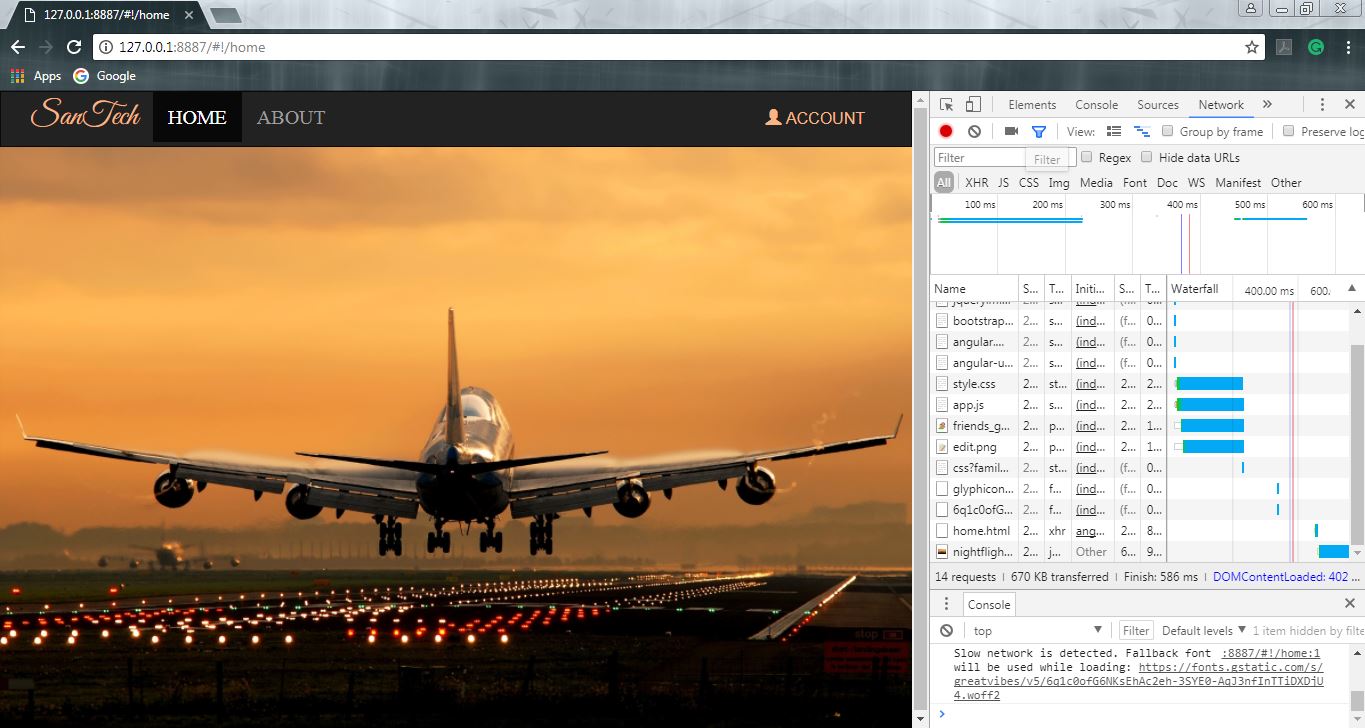 127.0.0.1:8887/#!/home
127.0.0.1:8887/#!/home
Apps Google
SanTech HOME ABOUT ACCOUNT
Elements Console Sources Network
View: Group by frame Preserve log
Filter Filter Regex Hide data URLs
All XHR JS CSS Img Media Font Doc WS Manifest Other
100 ms 200 ms 300 ms 400 ms 500 ms 600 ms
Name S... T... Initi... S... T... Waterfall 400.00 ms 600.
bootstrap... 2... s... (ind... (f... 0...
angular.... 2... s... (ind... (f... 0...
angular-u... 2... s... (ind... (f... 0...
style.css 2... st... (ind... 2... 2...
app.js 2... s... (ind... 2... 2...
friends_g... 2... p... (ind... 2... 1...
edit.png 2... p... (ind... 2... 1...
css?famil... 2... st... (ind... (f... 0...
glyphicon... 2... f... (ind... (f... 0...
6q1c0ofG... 2... f... (ind... (f... 0...
home.html 2... xhr ang... 2... 8...
nightfligh... 2... j... Other 6... 9...
14 requests | 670 KB transferred | Finish: 586 ms | DOMContentLoaded: 402 ...
Console
top Filter Default levels 1 item hidden by filte
Slow network is detected. Fallback font :8887/#!/home:1
will be used while loading: https://fonts.gstatic.com/s/
greatvibes/v5/6q1c0ofG6NKsEhAc2eh-3SYE0-AqJ3nfInTTiDXDjU
4.woff2
stop